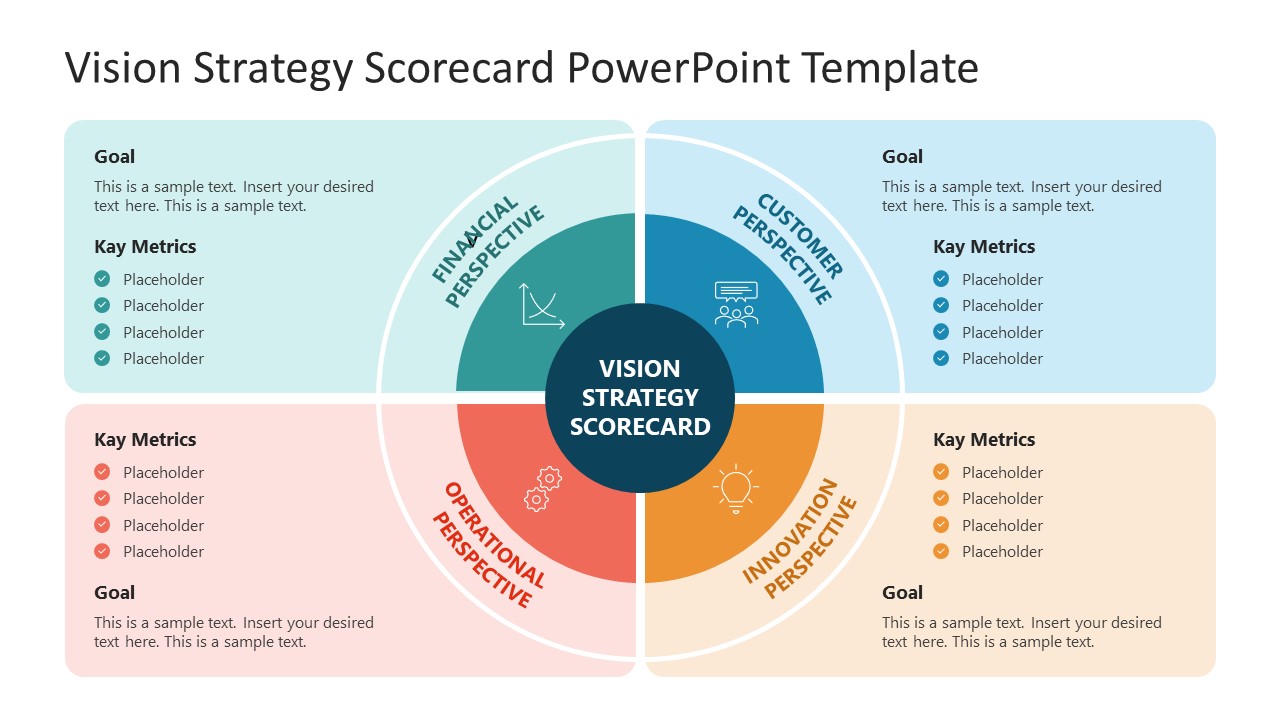 Vision Strategy Scorecard PowerPoint Template
Goal
This is a sample text. Insert your desired
text here. This is a sample text.
Kay Metrics
Placeholder
Placeholder
Placeholder
Placeholder
FINANCIAL
PERSPECTIVE
CUSTOMER
PERSPECTIVE
Goal
This is a sample text. Insert your desired
text here. This is a sample text.
Kay Metrics
Placeholder
Placeholder
Placeholder
Placeholder
VISION
STRATEGY
SCORECARD
Kay Metrics
Placeholder
Placeholder
Placeholder
Placeholder
Goal
This is a sample text. Insert your desired
text here. This is a sample text.
OPERATIONAL
PERSPECTIVE
INNOVATION
PERSPECTIVE
Kay Metrics
Placeholder
Placeholder
Placeholder
Placeholder
Goal
This is a sample text. Insert your desired
text here. This is a sample text.